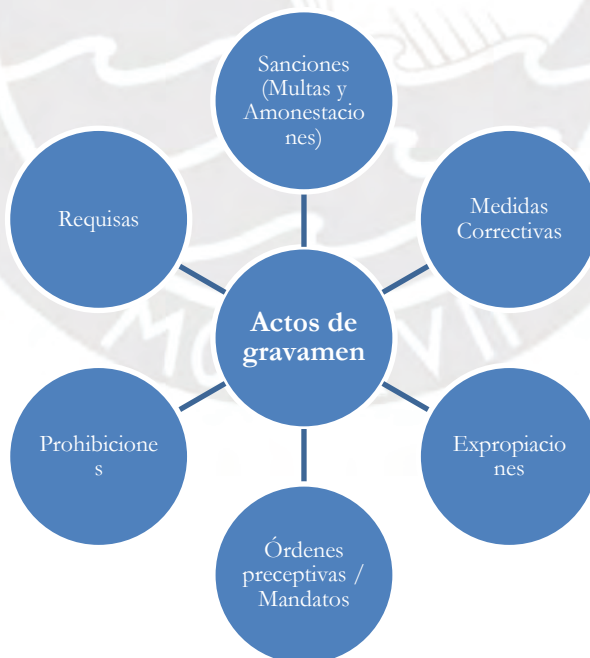 Sanciones
(Multas y
Amonestacio
nes)
Requisas
Medidas
Correctivas
Actos de
gravamen
Prohibicione
s
Expropiacio
nes
Órdenes
preceptivas /
Mandatos